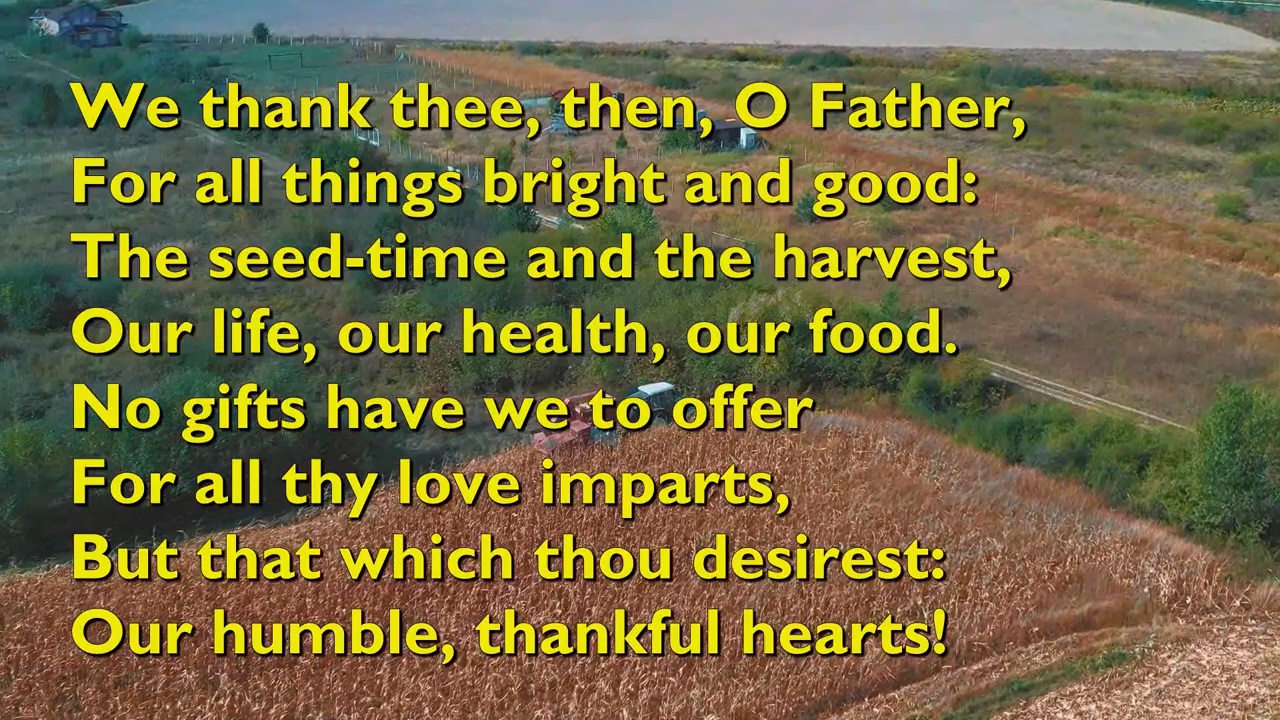 We thank thee, then, O Father,
For all things bright and good:
The seed-time and the harvest,
Our life, our health, our food.
No gifts have we to offer
For all thy love imparts,
But that which thou desirest:
Our humble, thankful hearts!